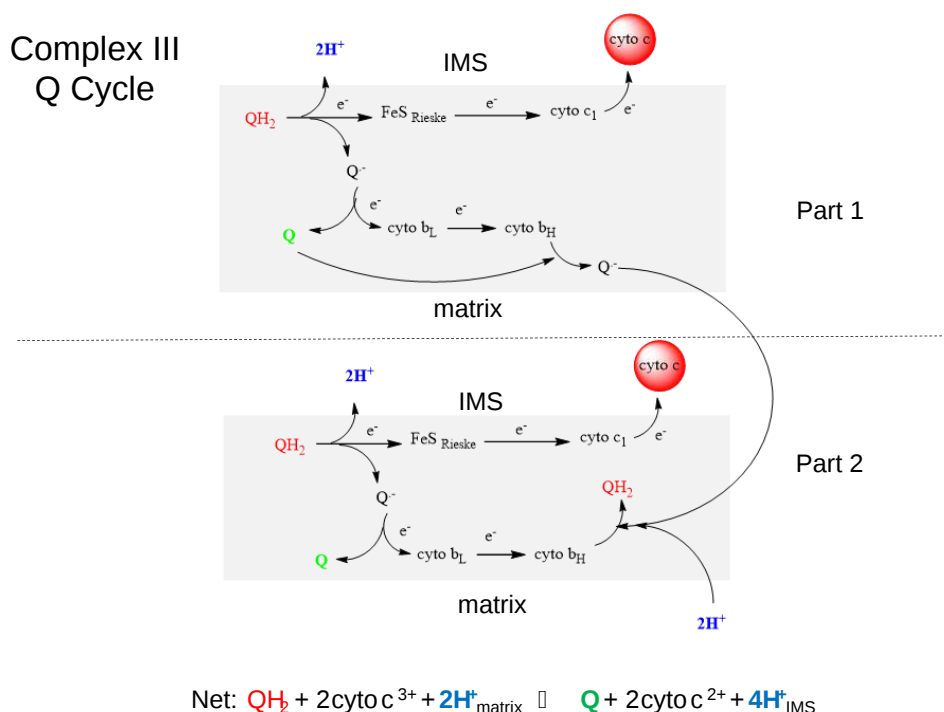 Complex III
Q Cycle
2H⁺
IMS
cyto c
QH₂
e⁻
FeS Rieske
e⁻
cyto c₁
e⁻
Q·⁻
e⁻
cyto bL
e⁻
cyto bH
Q
Q·⁻
Part 1
matrix
2H⁺
IMS
cyto c
QH₂
e⁻
FeS Rieske
e⁻
cyto c₁
e⁻
Part 2
QH₂
Q·⁻
e⁻
cyto bL
e⁻
cyto bH
Q
matrix
2H⁺
Net: QH₂ + 2cyto c ³⁺ + 2H⁺matrix ▯ Q + 2cyto c ²⁺ + 4H⁺IMS